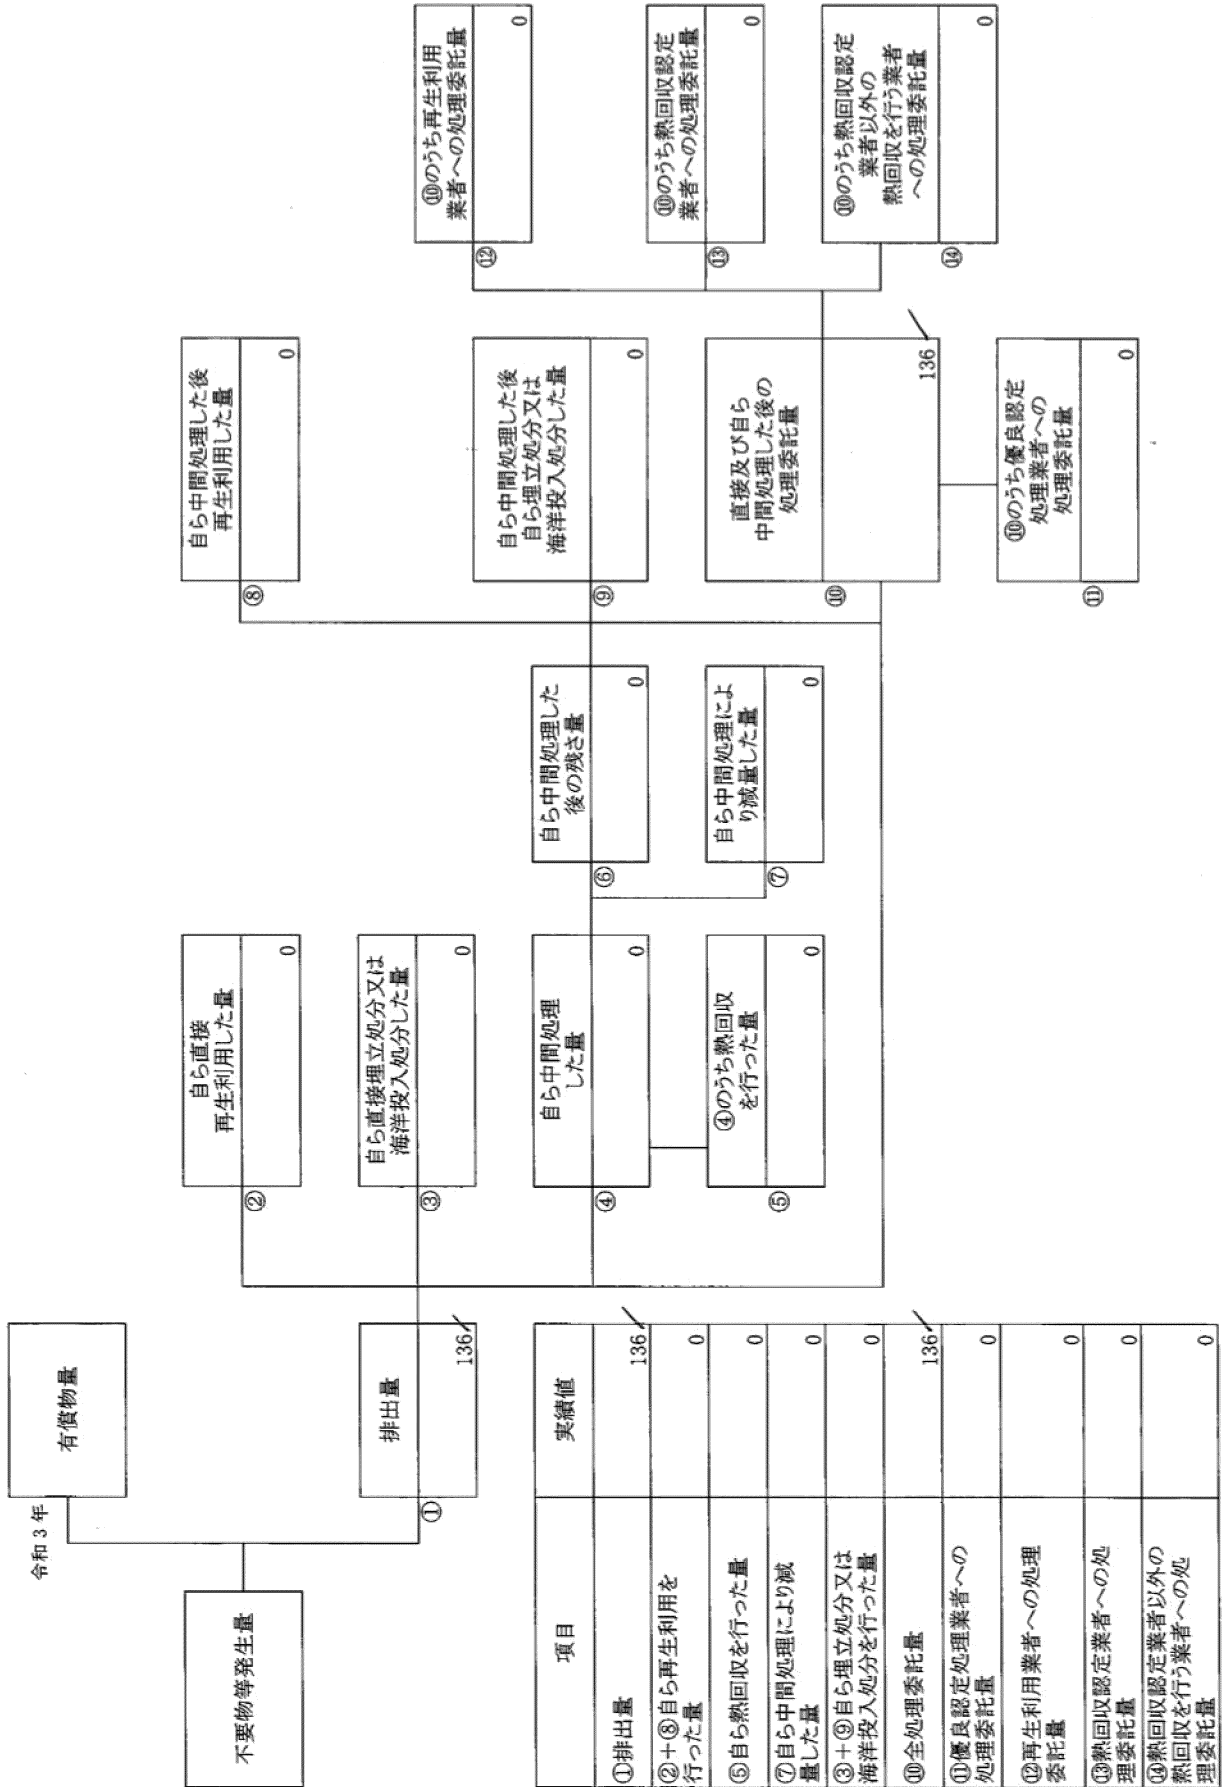 令和3年
不要物等発生量
有償物量
①
排出量
136
②
自ら直接
再生利用した量
0
③
自ら直接埋立処分又は
海洋投入処分した量
0
④
自ら中間処理
した量
0
⑤
④のうち熱回収
を行った量
0
⑥
自ら中間処理した
後の残さ量
0
⑦
自ら中間処理によ
り減量した量
0
⑧
自ら中間処理した後
再生利用した量
0
⑨
自ら中間処理した後
自ら埋立処分又は
海洋投入処分した量
0
⑩
直接及び自ら
中間処理した後の
処理委託量
136
⑪
⑩のうち優良認定
処理業者への
処理委託量
0
⑫
⑩のうち再生利用
業者への処理委託量
0
⑬
⑩のうち熱回収認定
業者への処理委託量
0
⑭
⑩のうち熱回収認定
業者以外の
熱回収を行う業者
への処理委託量
0
項目 実績値
①排出量 136
②+⑧自ら再生利用を
行った量 0
⑤自ら熱回収を行った量 0
⑦自ら中間処理により減
量した量 0
③+⑨自ら埋立処分又は
海洋投入処分を行った量 0
⑩全処理委託量 136
⑪優良認定処理業者への
処理委託量 0
⑫再生利用業者への処理
委託量 0
⑬熱回収認定業者への処
理委託量 0
⑭熱回収認定業者以外の
熱回収を行う業者への処
理委託量 0